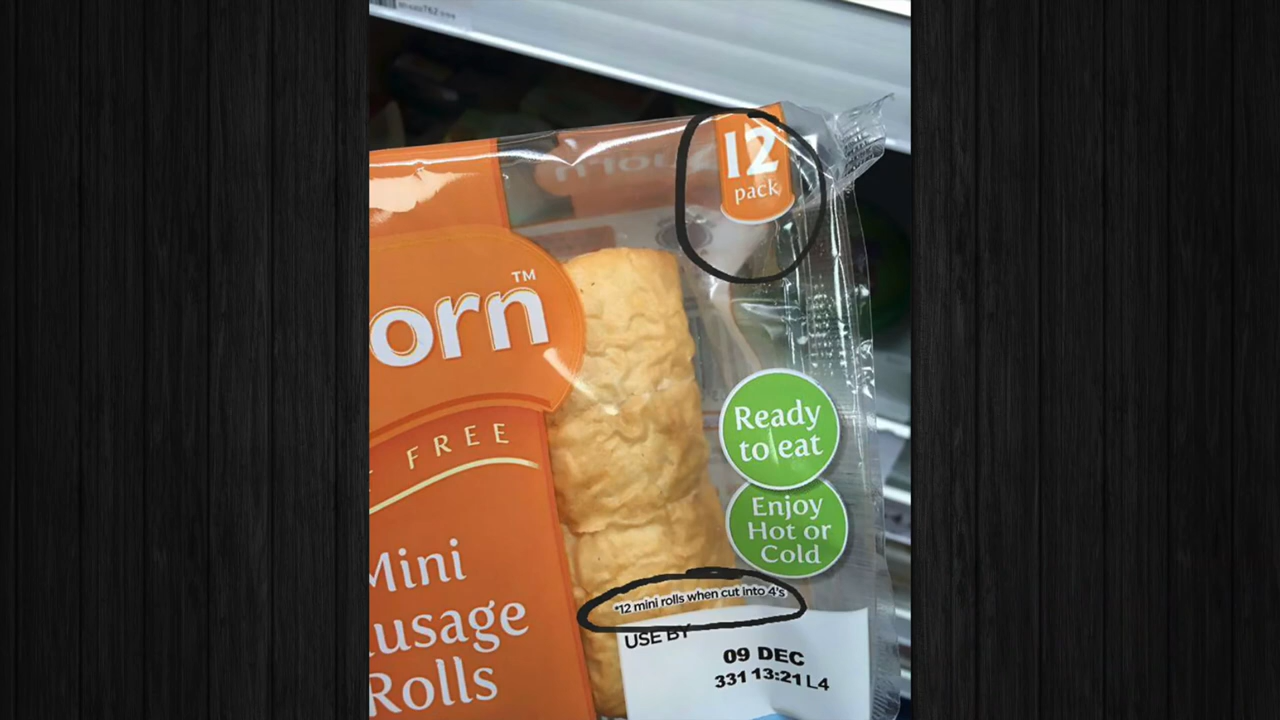 12
pack
orn™
FREE
Mini
ausage
Rolls
Ready
to eat
Enjoy
Hot or
Cold
*12 mini rolls when cut into 4's
USE BY
09 DEC
331 13:21 L4